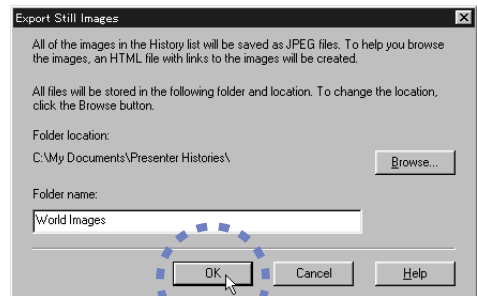 Export Still Images
All of the images in the History list will be saved as JPEG files. To help you browse
the images, an HTML file with links to the images will be created.
All files will be stored in the following folder and location. To change the location,
click the Browse button.
Folder location:
C:\My Documents\Presenter Histories\
Browse...
Folder name:
World Images
OK
Cancel
Help